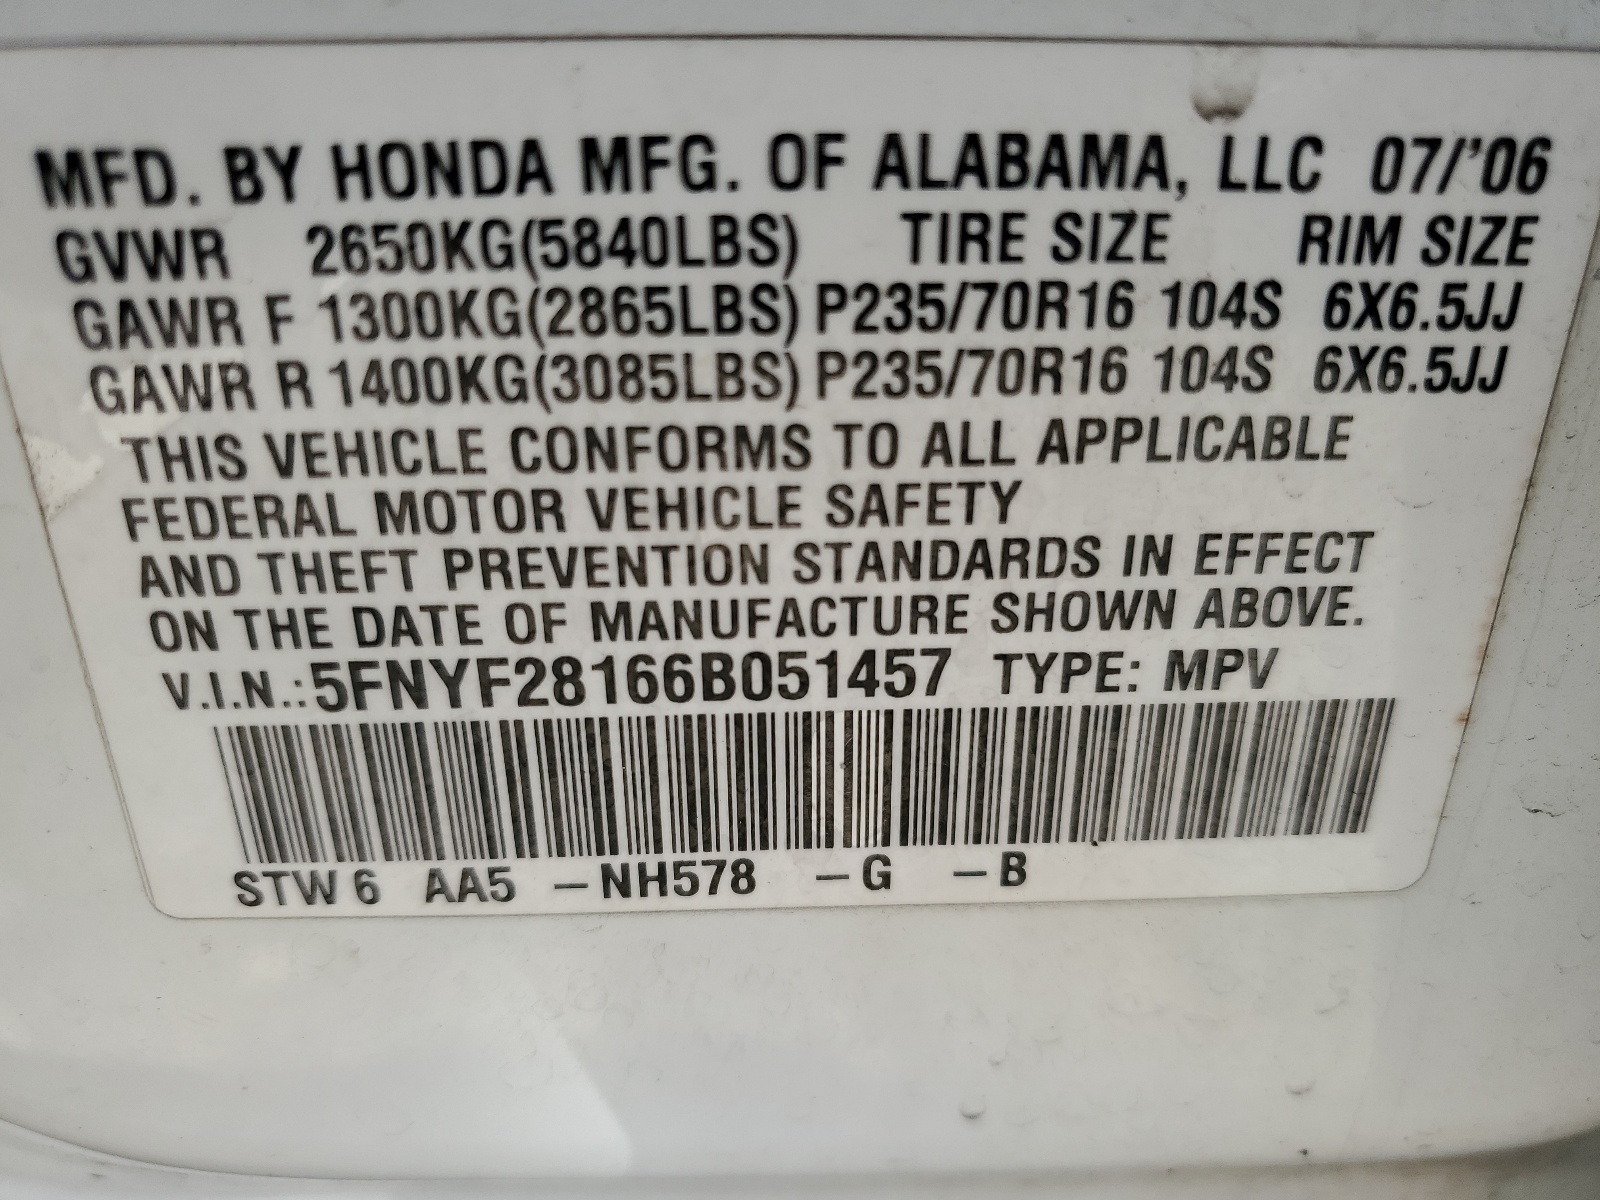 MFD. BY HONDA MFG. OF ALABAMA, LLC 07/'06
GVWR 2650KG(5840LBS) TIRE SIZE RIM SIZE
GAWR F 1300KG(2865LBS) P235/70R16 104S 6X6.5JJ
GAWR R 1400KG(3085LBS) P235/70R16 104S 6X6.5JJ
THIS VEHICLE CONFORMS TO ALL APPLICABLE
FEDERAL MOTOR VEHICLE SAFETY
AND THEFT PREVENTION STANDARDS IN EFFECT
ON THE DATE OF MANUFACTURE SHOWN ABOVE.
V.I.N.: 5FNYF28166B051457 TYPE: MPV
STW 6 AA5 –NH578 –G –B